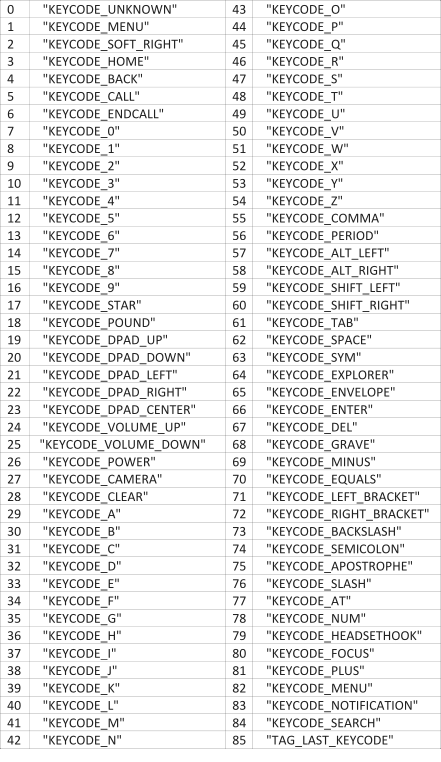 0 "KEYCODE_UNKNOWN" 43 "KEYCODE_O"
1 "KEYCODE_MENU" 44 "KEYCODE_P"
2 "KEYCODE_SOFT_RIGHT" 45 "KEYCODE_Q"
3 "KEYCODE_HOME" 46 "KEYCODE_R"
4 "KEYCODE_BACK" 47 "KEYCODE_S"
5 "KEYCODE_CALL" 48 "KEYCODE_T"
6 "KEYCODE_ENDCALL" 49 "KEYCODE_U"
7 "KEYCODE_0" 50 "KEYCODE_V"
8 "KEYCODE_1" 51 "KEYCODE_W"
9 "KEYCODE_2" 52 "KEYCODE_X"
10 "KEYCODE_3" 53 "KEYCODE_Y"
11 "KEYCODE_4" 54 "KEYCODE_Z"
12 "KEYCODE_5" 55 "KEYCODE_COMMA"
13 "KEYCODE_6" 56 "KEYCODE_PERIOD"
14 "KEYCODE_7" 57 "KEYCODE_ALT_LEFT"
15 "KEYCODE_8" 58 "KEYCODE_ALT_RIGHT"
16 "KEYCODE_9" 59 "KEYCODE_SHIFT_LEFT"
17 "KEYCODE_STAR" 60 "KEYCODE_SHIFT_RIGHT"
18 "KEYCODE_POUND" 61 "KEYCODE_TAB"
19 "KEYCODE_DPAD_UP" 62 "KEYCODE_SPACE"
20 "KEYCODE_DPAD_DOWN" 63 "KEYCODE_SYM"
21 "KEYCODE_DPAD_LEFT" 64 "KEYCODE_EXPLORER"
22 "KEYCODE_DPAD_RIGHT" 65 "KEYCODE_ENVELOPE"
23 "KEYCODE_DPAD_CENTER" 66 "KEYCODE_ENTER"
24 "KEYCODE_VOLUME_UP" 67 "KEYCODE_DEL"
25 "KEYCODE_VOLUME_DOWN" 68 "KEYCODE_GRAVE"
26 "KEYCODE_POWER" 69 "KEYCODE_MINUS"
27 "KEYCODE_CAMERA" 70 "KEYCODE_EQUALS"
28 "KEYCODE_CLEAR" 71 "KEYCODE_LEFT_BRACKET"
29 "KEYCODE_A" 72 "KEYCODE_RIGHT_BRACKET"
30 "KEYCODE_B" 73 "KEYCODE_BACKSLASH"
31 "KEYCODE_C" 74 "KEYCODE_SEMICOLON"
32 "KEYCODE_D" 75 "KEYCODE_APOSTROPHE"
33 "KEYCODE_E" 76 "KEYCODE_SLASH"
34 "KEYCODE_F" 77 "KEYCODE_AT"
35 "KEYCODE_G" 78 "KEYCODE_NUM"
36 "KEYCODE_H" 79 "KEYCODE_HEADSETHOOK"
37 "KEYCODE_I" 80 "KEYCODE_FOCUS"
38 "KEYCODE_J" 81 "KEYCODE_PLUS"
39 "KEYCODE_K" 82 "KEYCODE_MENU"
40 "KEYCODE_L" 83 "KEYCODE_NOTIFICATION"
41 "KEYCODE_M" 84 "KEYCODE_SEARCH"
42 "KEYCODE_N" 85 "TAG_LAST_KEYCODE"